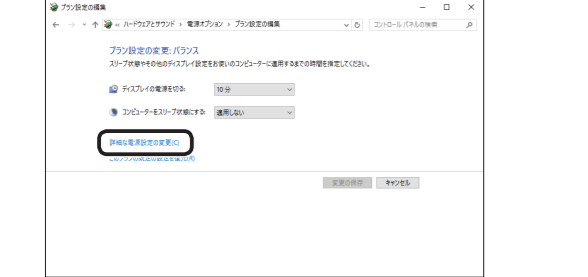 プラン設定の編集
« ハードウェアとサウンド › 電源オプション › プラン設定の編集
コントロール パネルの検索
プラン設定の変更: バランス
スリープ状態やその他のディスプレイ設定をお使いのコンピューターに適用するまでの時間を指定してください。
ディスプレイの電源を切る: 10 分
コンピューターをスリープ状態にする: 適用しない
詳細な電源設定の変更(C)
このプランの既定の設定を復元(R)
変更の保存 キャンセル